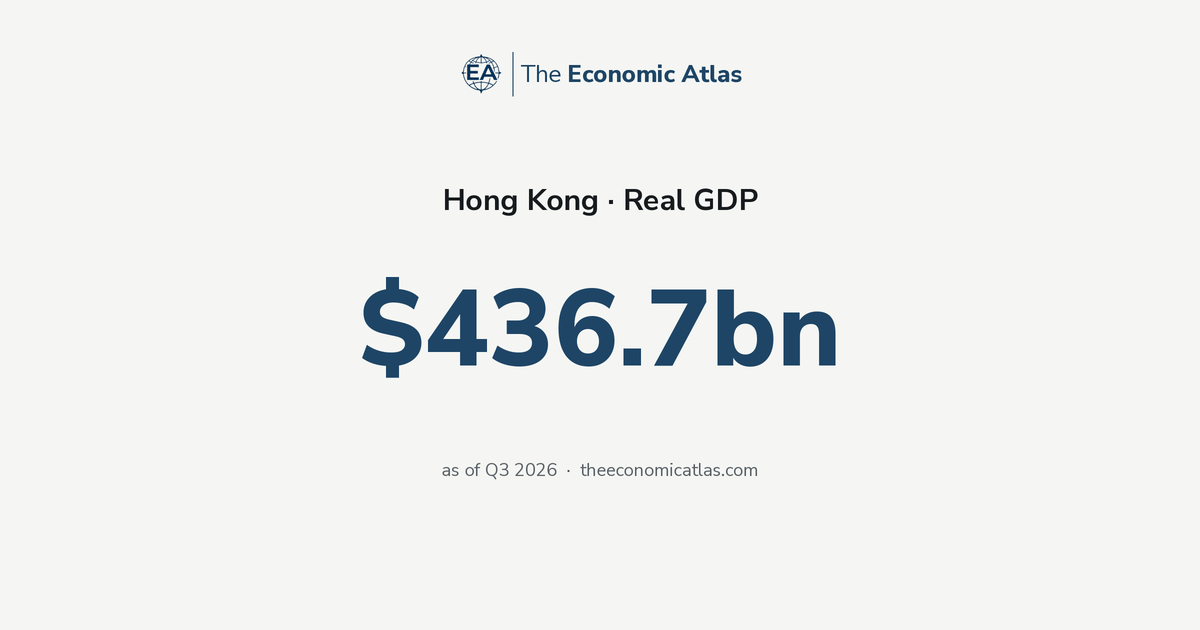 EA
The Economic Atlas
Hong Kong · Real GDP
$436.7bn
as of Q3 2026 · theeconomicatlas.com